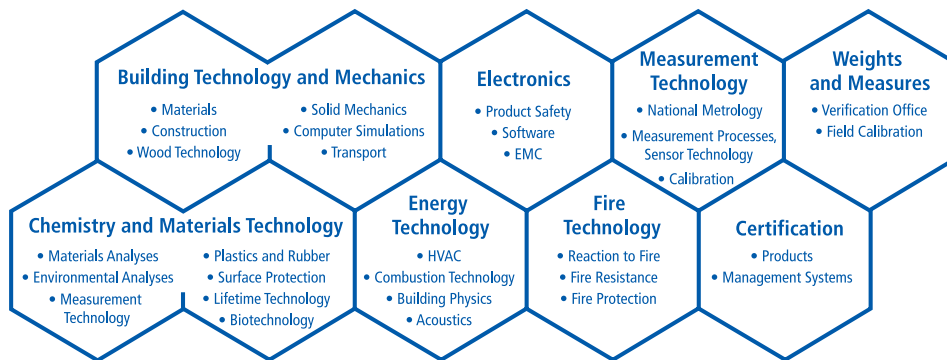 Building Technology and Mechanics
• Materials
• Construction
• Wood Technology
• Solid Mechanics
• Computer Simulations
• Transport
Electronics
• Product Safety
• Software
• EMC
Measurement
Technology
• National Metrology
• Measurement Processes,
Sensor Technology
• Calibration
Weights
and Measures
• Verification Office
• Field Calibration
Chemistry and Materials Technology
• Materials Analyses
• Environmental Analyses
• Measurement
Technology
• Plastics and Rubber
• Surface Protection
• Lifetime Technology
• Biotechnology
Energy
Technology
• HVAC
• Combustion Technology
• Building Physics
• Acoustics
Fire
Technology
• Reaction to Fire
• Fire Resistance
• Fire Protection
Certification
• Products
• Management Systems